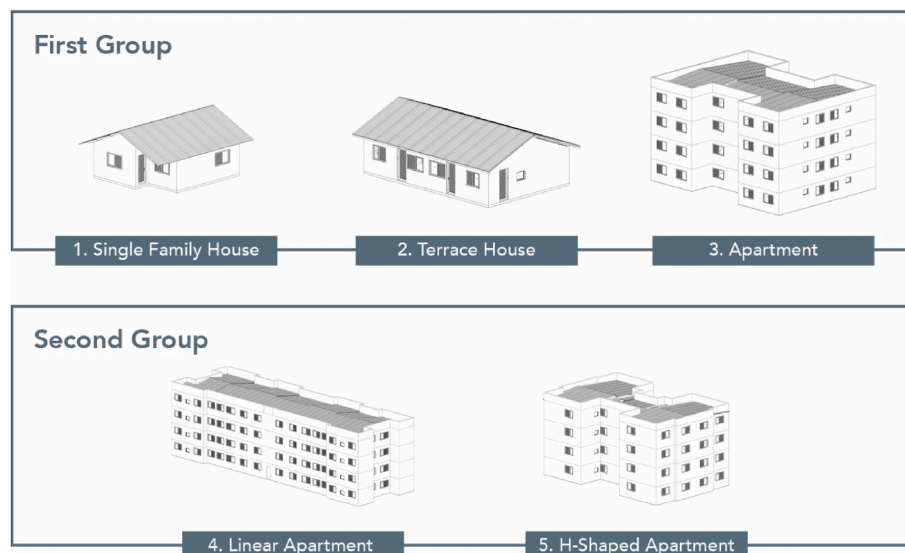 First Group
1. Single Family House
2. Terrace House
3. Apartment
Second Group
4. Linear Apartment
5. H-Shaped Apartment